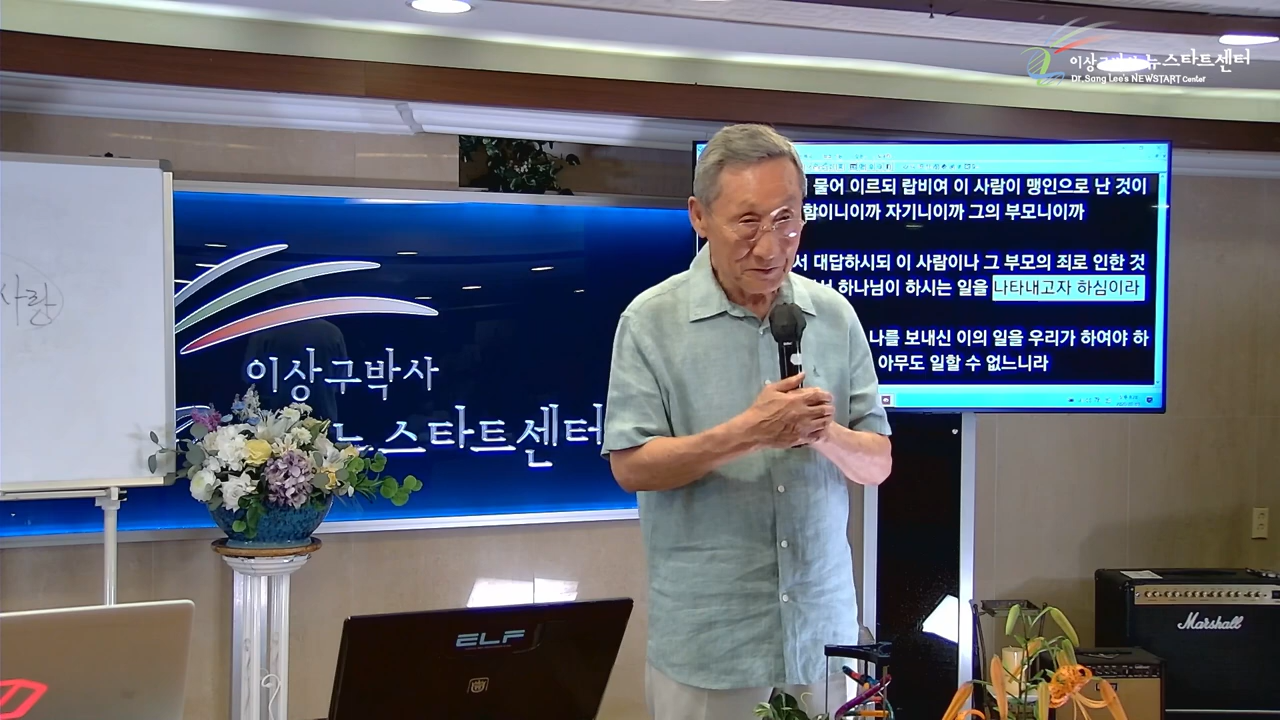 이상구박사 뉴스타트센터
Dr. Sang Lee's NEWSTART Center
사랑
이상구박사
뉴스타트센터
물어 이르되 랍비여 이 사람이 맹인으로 난 것이
함이니이까 자기니이까 그의 부모니이까
서 대답하시되 이 사람이나 그 부모의 죄로 인한 것
하나님이 하시는 일을 나타내고자 하심이라
나를 보내신 이의 일을 우리가 하여야 하
아무도 일할 수 없느니라
ELF
Marshall